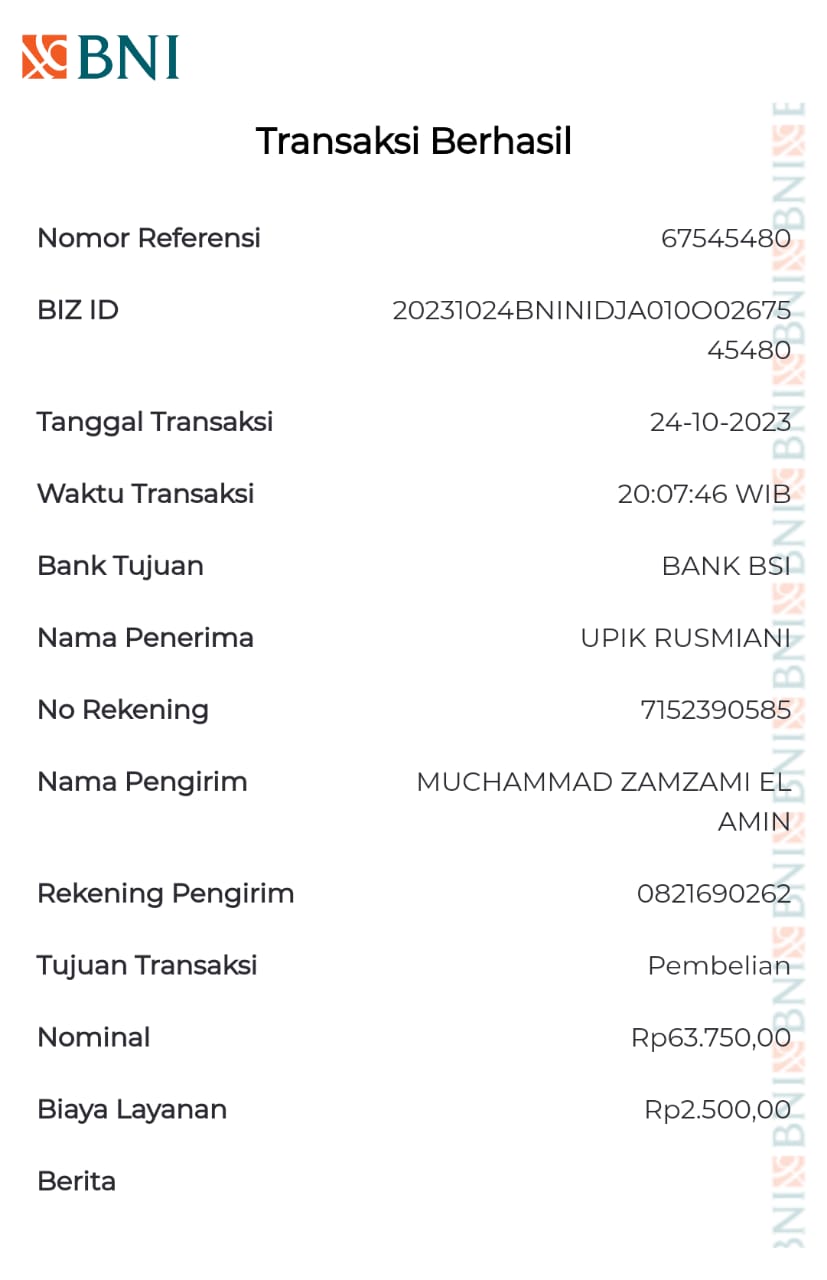 BNI
Transaksi Berhasil
Nomor Referensi 67545480
BIZ ID 20231024BNINIDJA010O02675
45480
Tanggal Transaksi 24-10-2023
Waktu Transaksi 20:07:46 WIB
Bank Tujuan BANK BSI
Nama Penerima UPIK RUSMIANI
No Rekening 7152390585
Nama Pengirim MUCHAMMAD ZAMZAMI EL
AMIN
Rekening Pengirim 0821690262
Tujuan Transaksi Pembelian
Nominal Rp63.750,00
Biaya Layanan Rp2.500,00
Berita
BNI BNI BNI BNI BNI BNI BNI BNI BNI B